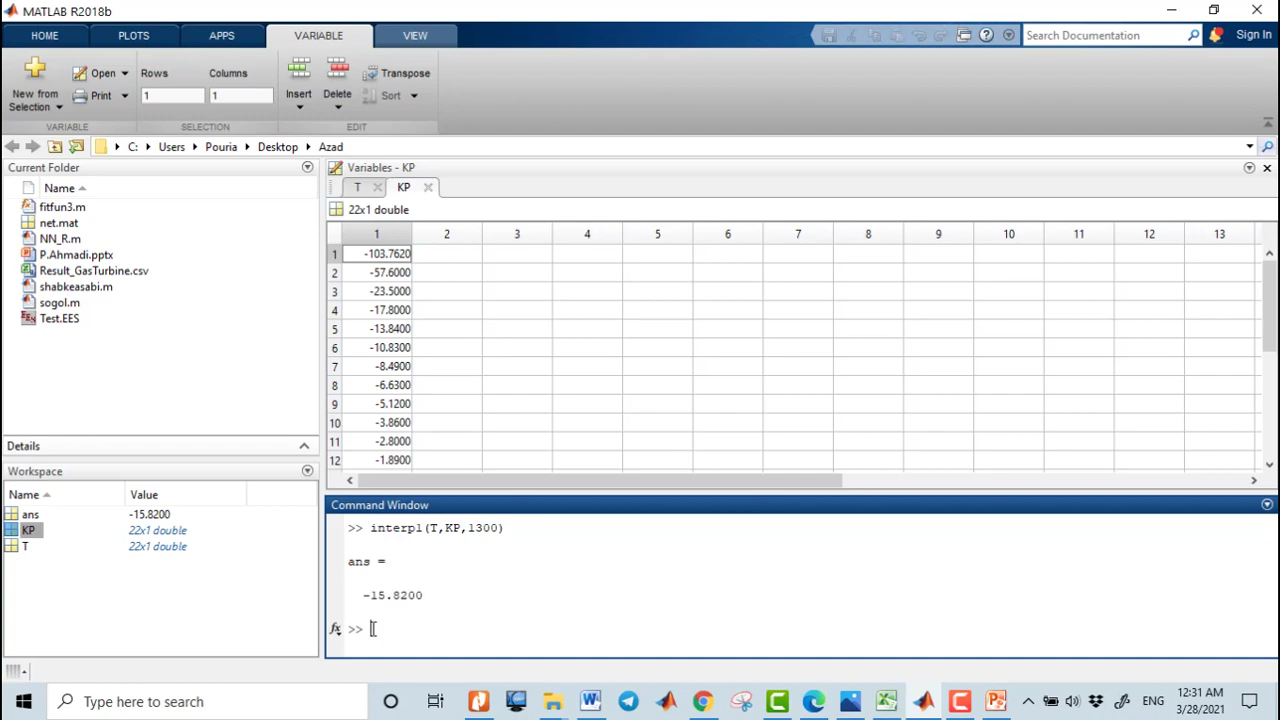 MATLAB R2018b
HOME PLOTS APPS VARIABLE VIEW Search Documentation Sign In
New from Selection Open Print Rows Columns 1 1 Insert Delete Transpose Sort
VARIABLE SELECTION EDIT
C: Users Pouria Desktop Azad
Current Folder
Name
fitfun3.m
net.mat
NN_R.m
P.Ahmadi.pptx
Result_GasTurbine.csv
shabkeasabi.m
sogol.m
Test.EES
Details
Workspace
Name Value
ans -15.8200
KP 22x1 double
T 22x1 double
Variables - KP
T KP
22x1 double
1 2 3 4 5 6 7 8 9 10 11 12 13
1 -103.7620
2 -57.6000
3 -23.5000
4 -17.8000
5 -13.8400
6 -10.8300
7 -8.4900
8 -6.6300
9 -5.1200
10 -3.8600
11 -2.8000
12 -1.8900
Command Window
>> interp1(T,KP,1300)
ans =
-15.8200
fx >>
Type here to search
ENG
12:31 AM
3/28/2021